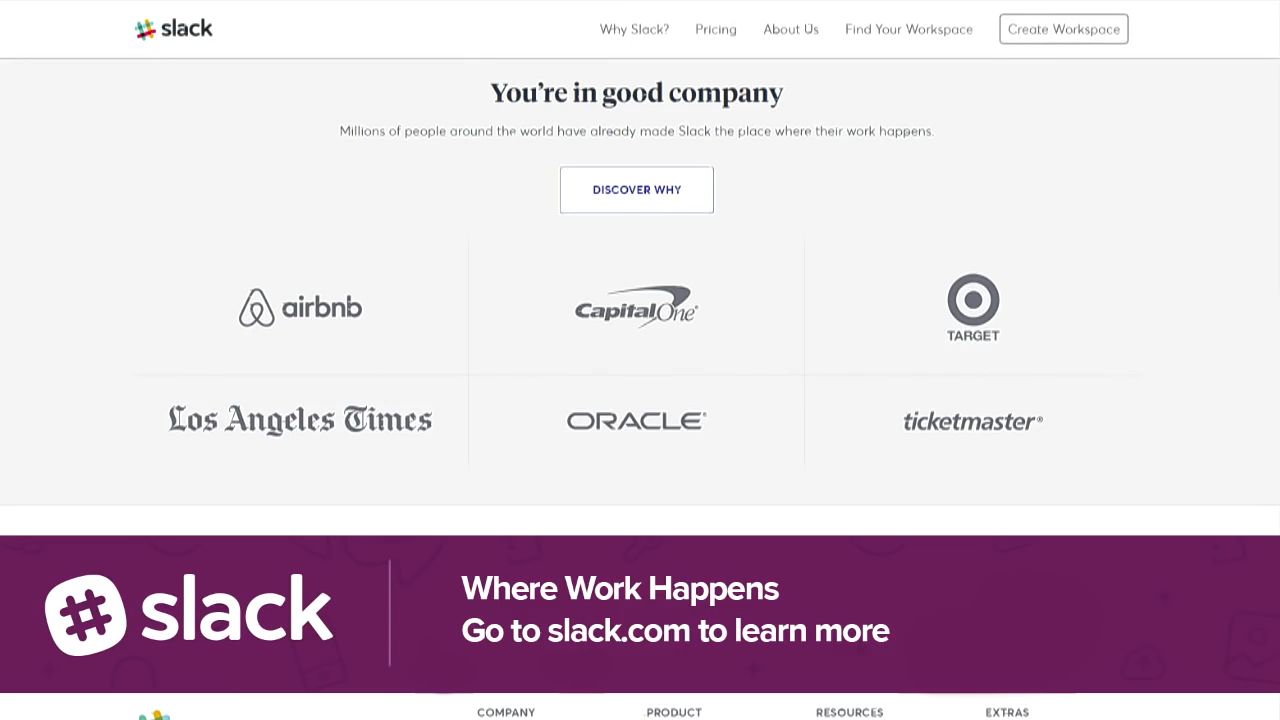 slack
Why Slack? Pricing About Us Find Your Workspace Create Workspace
You're in good company
Millions of people around the world have already made Slack the place where their work happens.
DISCOVER WHY
airbnb
CapitalOne®
TARGET
Los Angeles Times
ORACLE®
ticketmaster®
slack
Where Work Happens
Go to slack.com to learn more
COMPANY PRODUCT RESOURCES EXTRAS